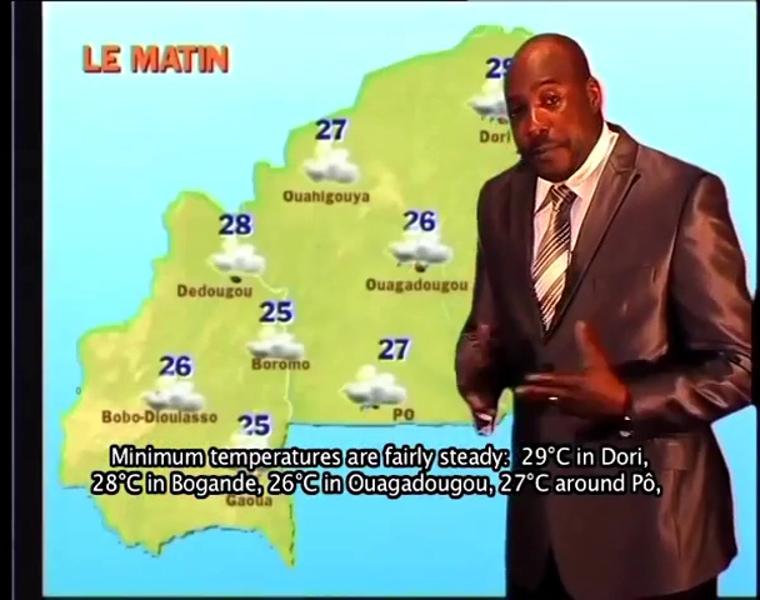 LE MATIN
29
Dori
27
Ouahigouya
28
Dedougou
26
Ouagadougou
25
Boromo
26
Bobo-Dioulasso
27
PO
25
Gaoua
Minimum temperatures are fairly steady: 29°C in Dori,
28°C in Bogande, 26°C in Ouagadougou, 27°C around Pô,